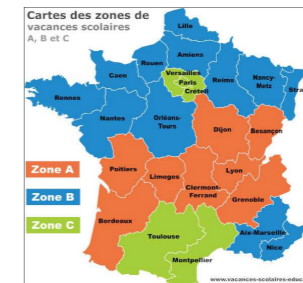 Cartes des zones de
vacances scolaires
A, B et C
Lille
Amiens
Rouen
Caen
Versailles
Paris
Créteil
Reims
Nancy-
Metz
Stra
Rennes
Nantes
Orléans-
Tours
Dijon
Besançon
Zone A
Poitiers
Limoges
Clermont-
Ferrand
Lyon
Grenoble
Zone B
Bordeaux
Zone C
Toulouse
Montpellier
Aix-Marseille
Nice
www.vacances-scolaires-educ